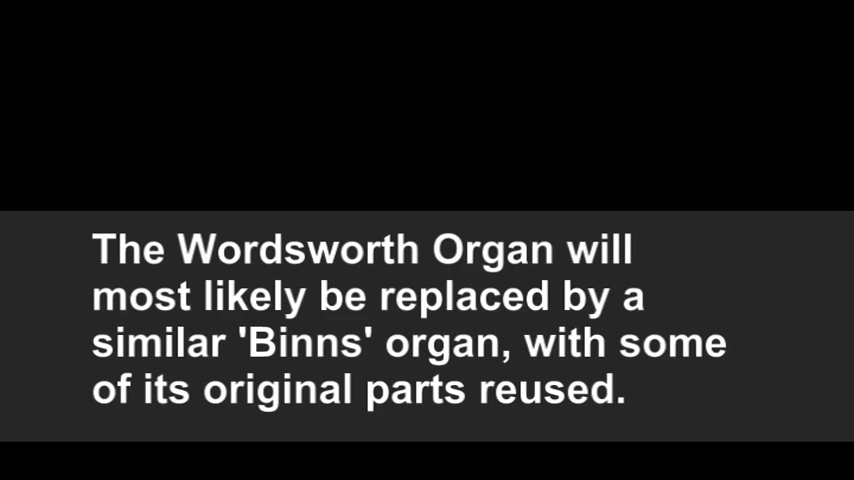 The Wordsworth Organ will
most likely be replaced by a
similar 'Binns' organ, with some
of its original parts reused.